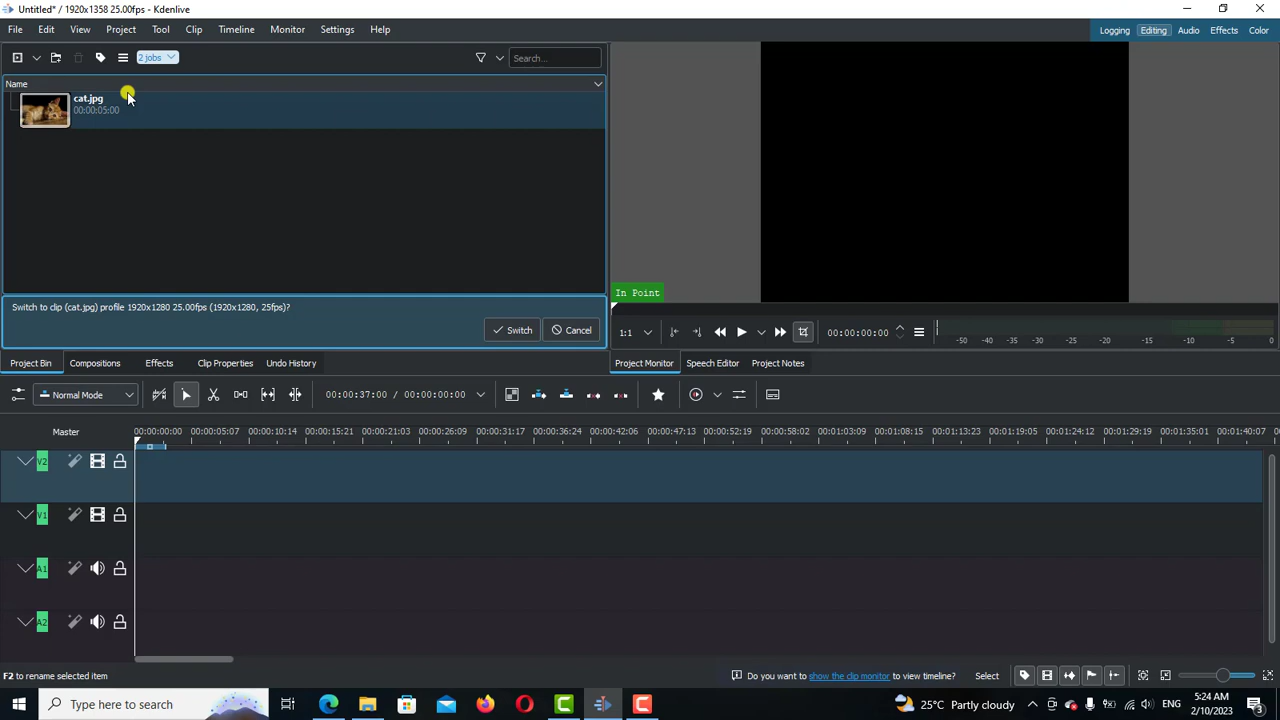 Untitled* / 1920x1358 25.00fps - Kdenlive
File Edit View Project Tool Clip Timeline Monitor Settings Help
Logging Editing Audio Effects Color
2 jobs
Search...
Name
cat.jpg
00:00:05:00
Switch to clip (cat.jpg) profile 1920x1280 25.00fps (1920x1280, 25fps)?
Switch Cancel
In Point
1:1
00:00:00:00
-50 -40 -30 -20 -15 -10 -5 0
Project Bin Compositions Effects Clip Properties Undo History
Project Monitor Speech Editor Project Notes
Normal Mode
00:00:37:00 / 00:00:00:00
Master
00:00:00:00 00:00:05:07 00:00:10:14 00:00:15:21 00:00:21:03 00:00:26:09 00:00:31:17 00:00:36:24 00:00:42:06 00:00:47:13 00:00:52:19 00:00:58:02 00:01:03:09 00:01:08:15 00:01:13:23 00:01:19:05 00:01:24:12 00:01:29:19 00:01:35:01 00:01:40:07 00
V2
V1
A1
A2
F2 to rename selected item
Do you want to show the clip monitor to view timeline?
Select
Type here to search
25°C Partly cloudy
ENG
5:24 AM
2/10/2023
3